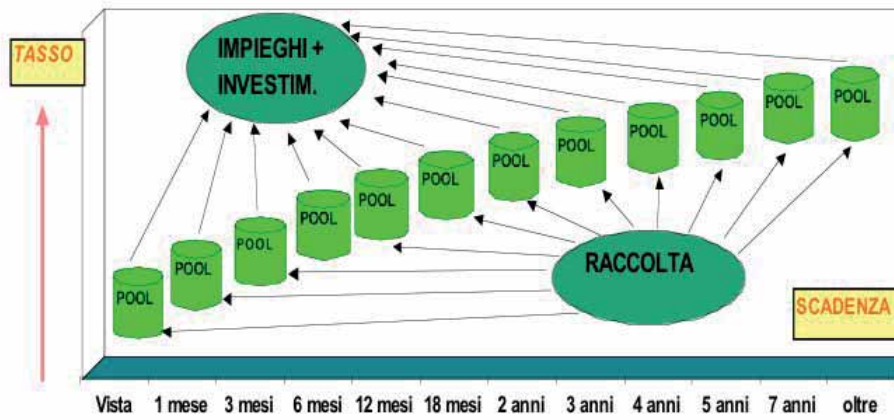 TASSO
IMPIEGHI +
INVESTIM.
POOL
POOL
POOL
POOL
POOL
POOL
POOL
POOL
POOL
POOL
POOL
POOL
RACCOLTA
SCADENZA
Vista 1 mese 3 mesi 6 mesi 12 mesi 18 mesi 2 anni 3 anni 4 anni 5 anni 7 anni oltre